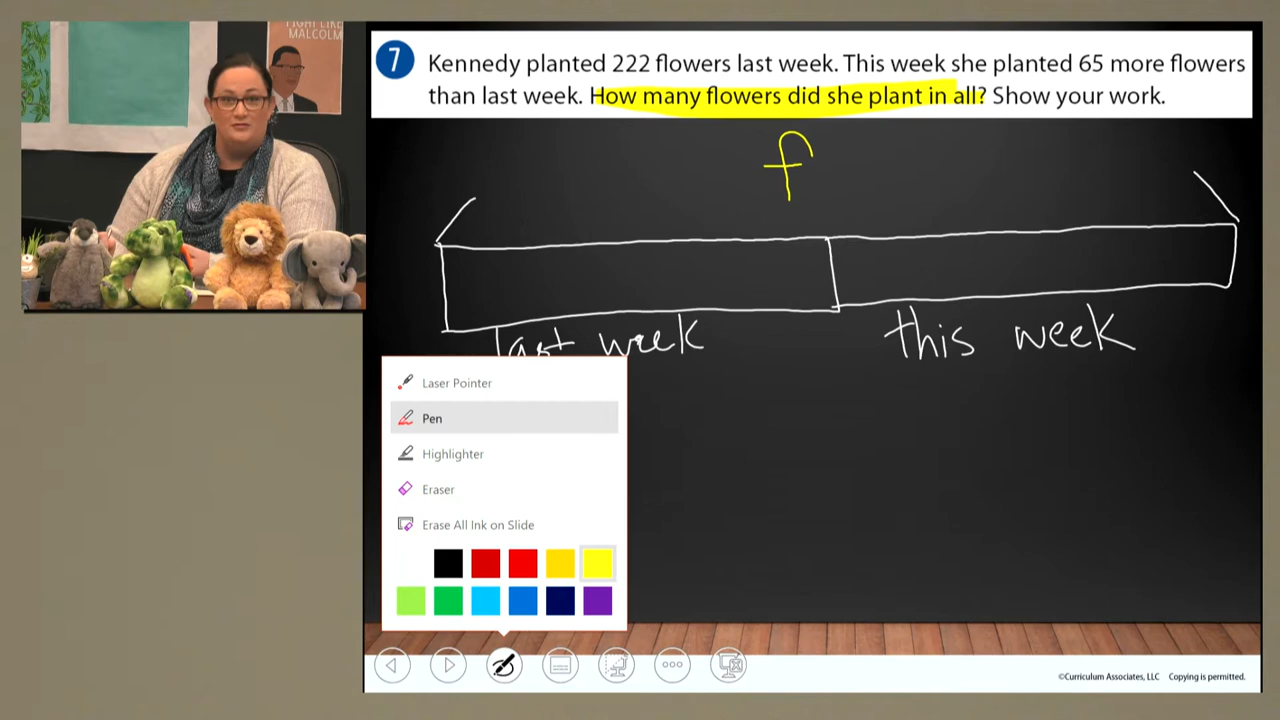 FIGHT LIKE
MALCOLM
7
Kennedy planted 222 flowers last week. This week she planted 65 more flowers
than last week. How many flowers did she plant in all? Show your work.
f
last week
this week
Laser Pointer
Pen
Highlighter
Eraser
Erase All Ink on Slide
©Curriculum Associates, LLC Copying is permitted.